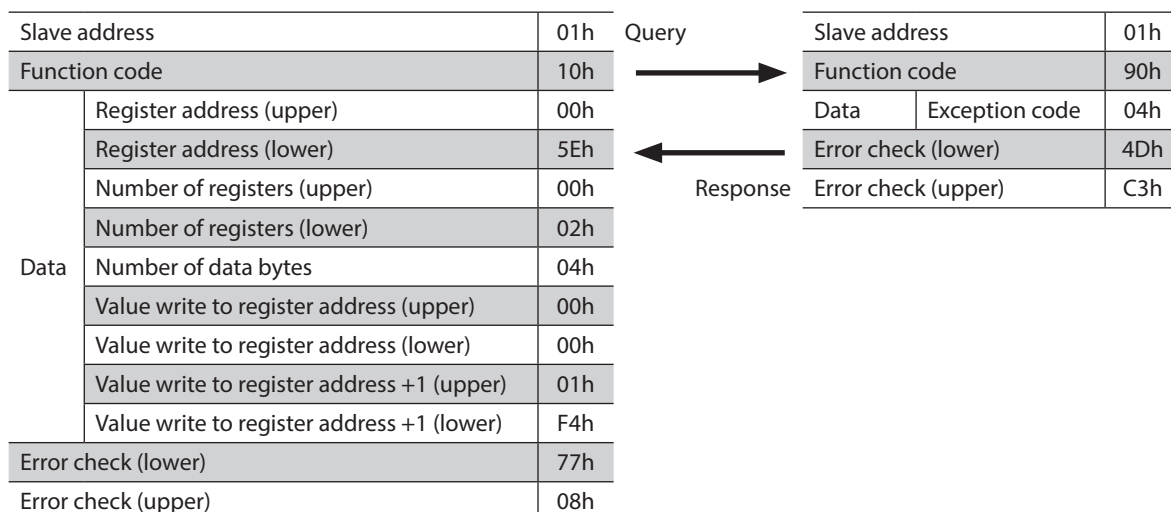 Slave address 01h
Function code 10h
Data
Register address (upper) 00h
Register address (lower) 5Eh
Number of registers (upper) 00h
Number of registers (lower) 02h
Number of data bytes 04h
Value write to register address (upper) 00h
Value write to register address (lower) 00h
Value write to register address +1 (upper) 01h
Value write to register address +1 (lower) F4h
Error check (lower) 77h
Error check (upper) 08h
Query
Response
Slave address 01h
Function code 90h
Data Exception code 04h
Error check (lower) 4Dh
Error check (upper) C3h